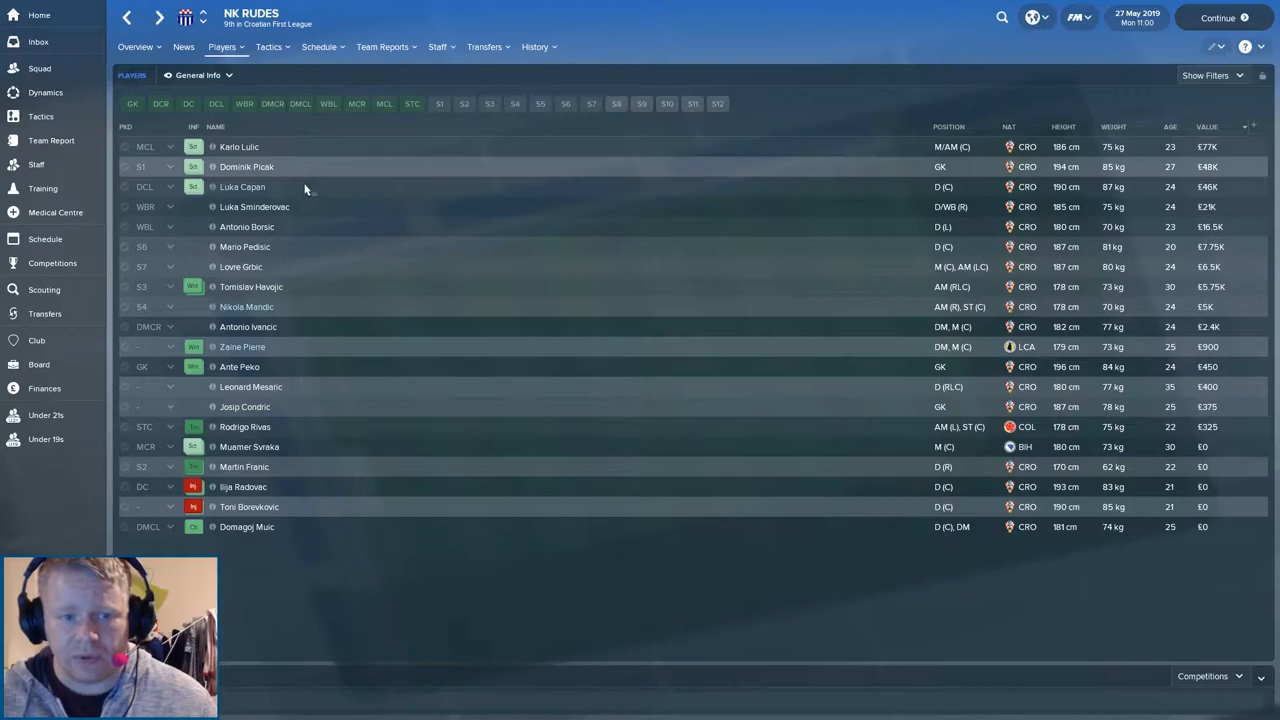 Home
NK RUDES
9th in Croatian First League
FM
27 May 2019
Mon 11:00
Continue
Inbox
Overview
News
Players
Tactics
Schedule
Team Reports
Staff
Transfers
History
?
Squad
PLAYERS
General Info
Show Filters
Dynamics
GK DCR DC DCL WBR DMCR DMCL WBL MCR MCL STC S1 S2 S3 S4 S5 S6 S7 S8 S9 S10 S11 S12
Tactics
PKD INF NAME POSITION NAT HEIGHT WEIGHT AGE VALUE
Team Report
MCL Sct Karlo Lulic M/AM (C) CRO 186 cm 75 kg 23 £77K
Staff
S1 Sct Dominik Picak GK CRO 194 cm 85 kg 27 £48K
Training
DCL Sct Luka Capan D (C) CRO 190 cm 87 kg 24 £46K
Medical Centre
WBR Luka Sminderovac D/WB (R) CRO 185 cm 75 kg 24 £21K
WBL Antonio Borsic D (L) CRO 180 cm 70 kg 23 £16.5K
Schedule
S6 Mario Pedisic D (C) CRO 187 cm 81 kg 20 £7.75K
Competitions
S7 Lovre Grbic M (C), AM (LC) CRO 187 cm 80 kg 24 £6.5K
Scouting
S3 Wnt Tomislav Havojic AM (RLC) CRO 178 cm 73 kg 30 £5.75K
Transfers
S4 Nikola Mandic AM (R), ST (C) CRO 178 cm 70 kg 24 £5K
DMCR Antonio Ivancic DM, M (C) CRO 182 cm 77 kg 24 £2.4K
Club
- Wnt Zaine Pierre DM, M (C) LCA 179 cm 73 kg 25 £900
Board
GK Wnt Ante Peko GK CRO 196 cm 84 kg 24 £450
Finances
- Leonard Mesaric D (RLC) CRO 180 cm 77 kg 35 £400
Under 21s
- Josip Condric GK CRO 187 cm 78 kg 25 £375
Under 19s
STC Trn Rodrigo Rivas AM (L), ST (C) COL 178 cm 75 kg 22 £325
MCR Sct Muamer Svraka M (C) BIH 180 cm 73 kg 30 £0
S2 Trn Martin Franic D (R) CRO 170 cm 62 kg 22 £0
DC Inj Ilija Radovac D (C) CRO 193 cm 83 kg 21 £0
- Inj Toni Borevkovic D (C) CRO 190 cm 85 kg 21 £0
DMCL Ctr Domagoj Muic D (C), DM CRO 181 cm 74 kg 25 £0
Competitions